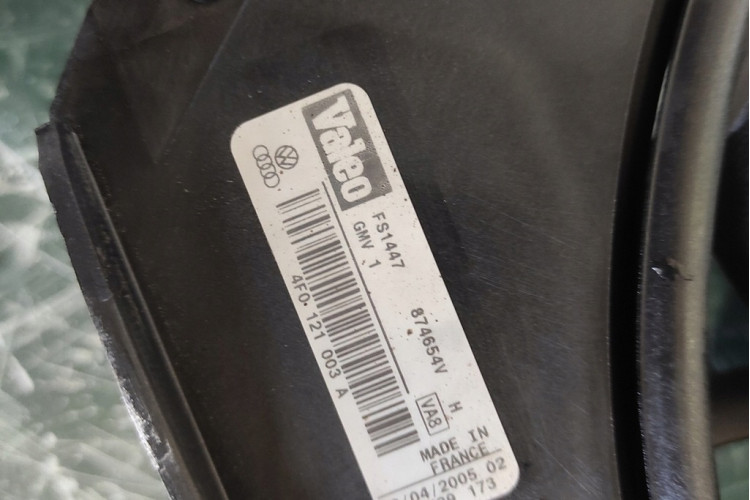 Valeo
FS1447
GMV 1
874654V
4F0 121 003 A
VA8
H
MADE IN
FRANCE
/04/2005 02
173